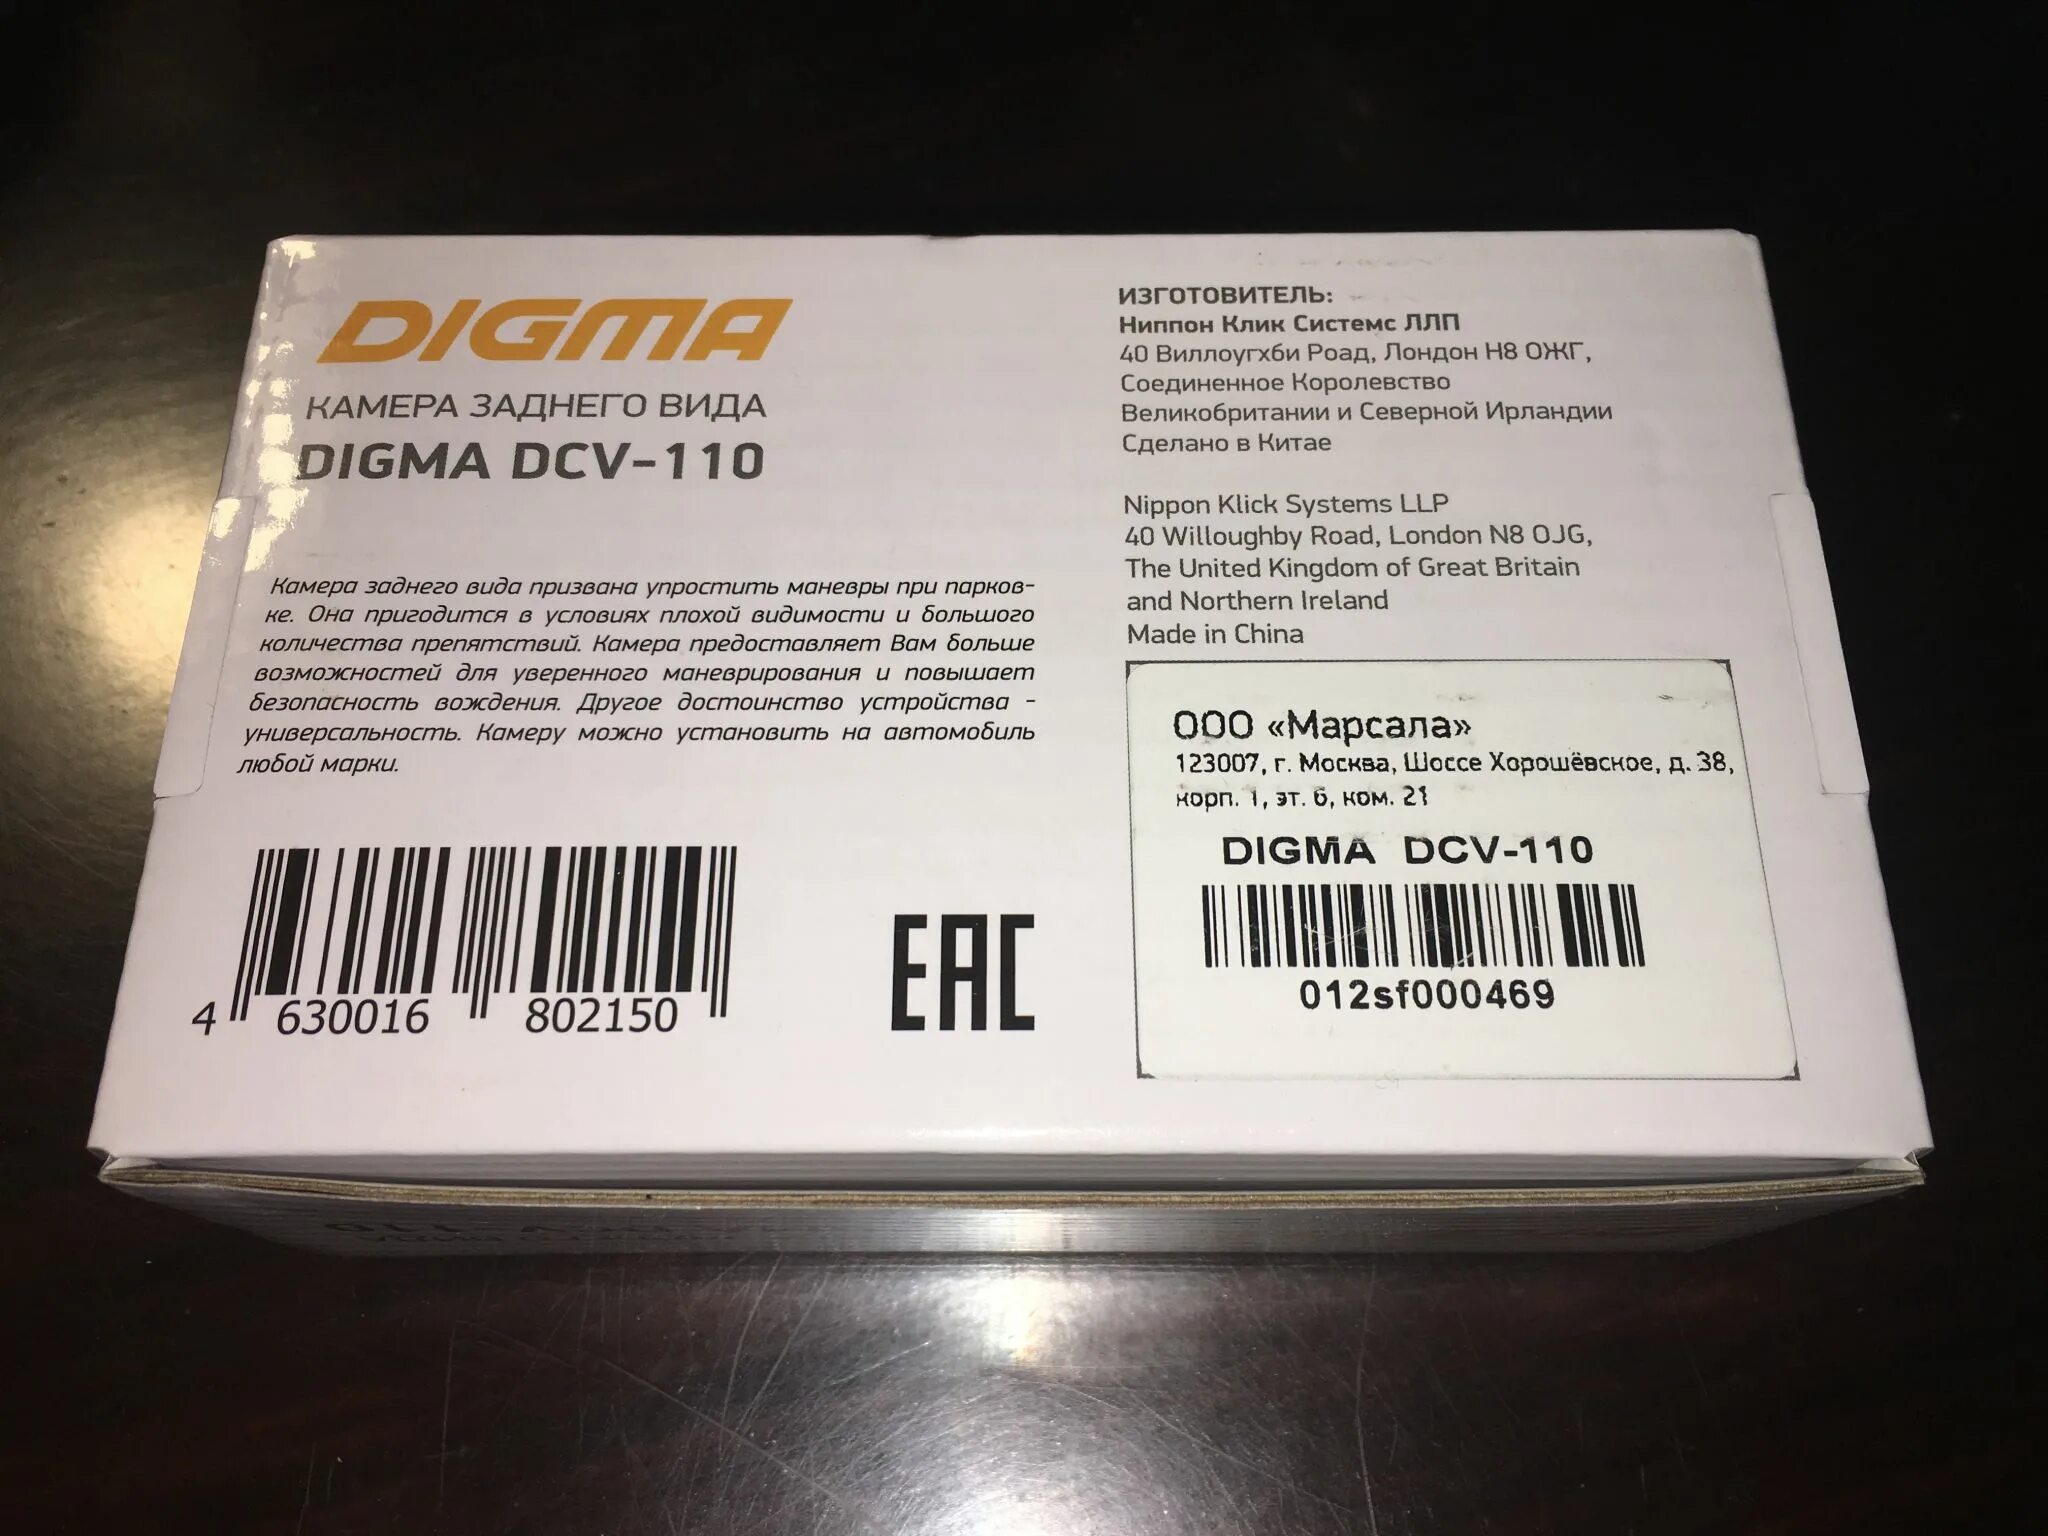 DIGMA
КАМЕРА ЗАДНЕГО ВИДА
DIGMA DCV-110
Камера заднего вида призвана упростить маневры при парков-
ке. Она пригодится в условиях плохой видимости и большого
количества препятствий. Камера предоставляет Вам больше
возможностей для уверенного маневрирования и повышает
безопасность вождения. Другое достоинство устройства -
универсальность. Камеру можно установить на автомобиль
любой марки.
4 630016 802150
EAC
ИЗГОТОВИТЕЛЬ:
Ниппон Клик Системс ЛЛП
40 Виллоугхби Роад, Лондон Н8 ОЖГ,
Соединенное Королевство
Великобритании и Северной Ирландии
Сделано в Китае
Nippon Klick Systems LLP
40 Willoughby Road, London N8 OJG,
The United Kingdom of Great Britain
and Northern Ireland
Made in China
ООО «Марсала»
123007, г. Москва, Шоссе Хорошёвское, д. 38,
корп. 1, эт. 6, ком. 21
DIGMA DCV-110
012sf000469